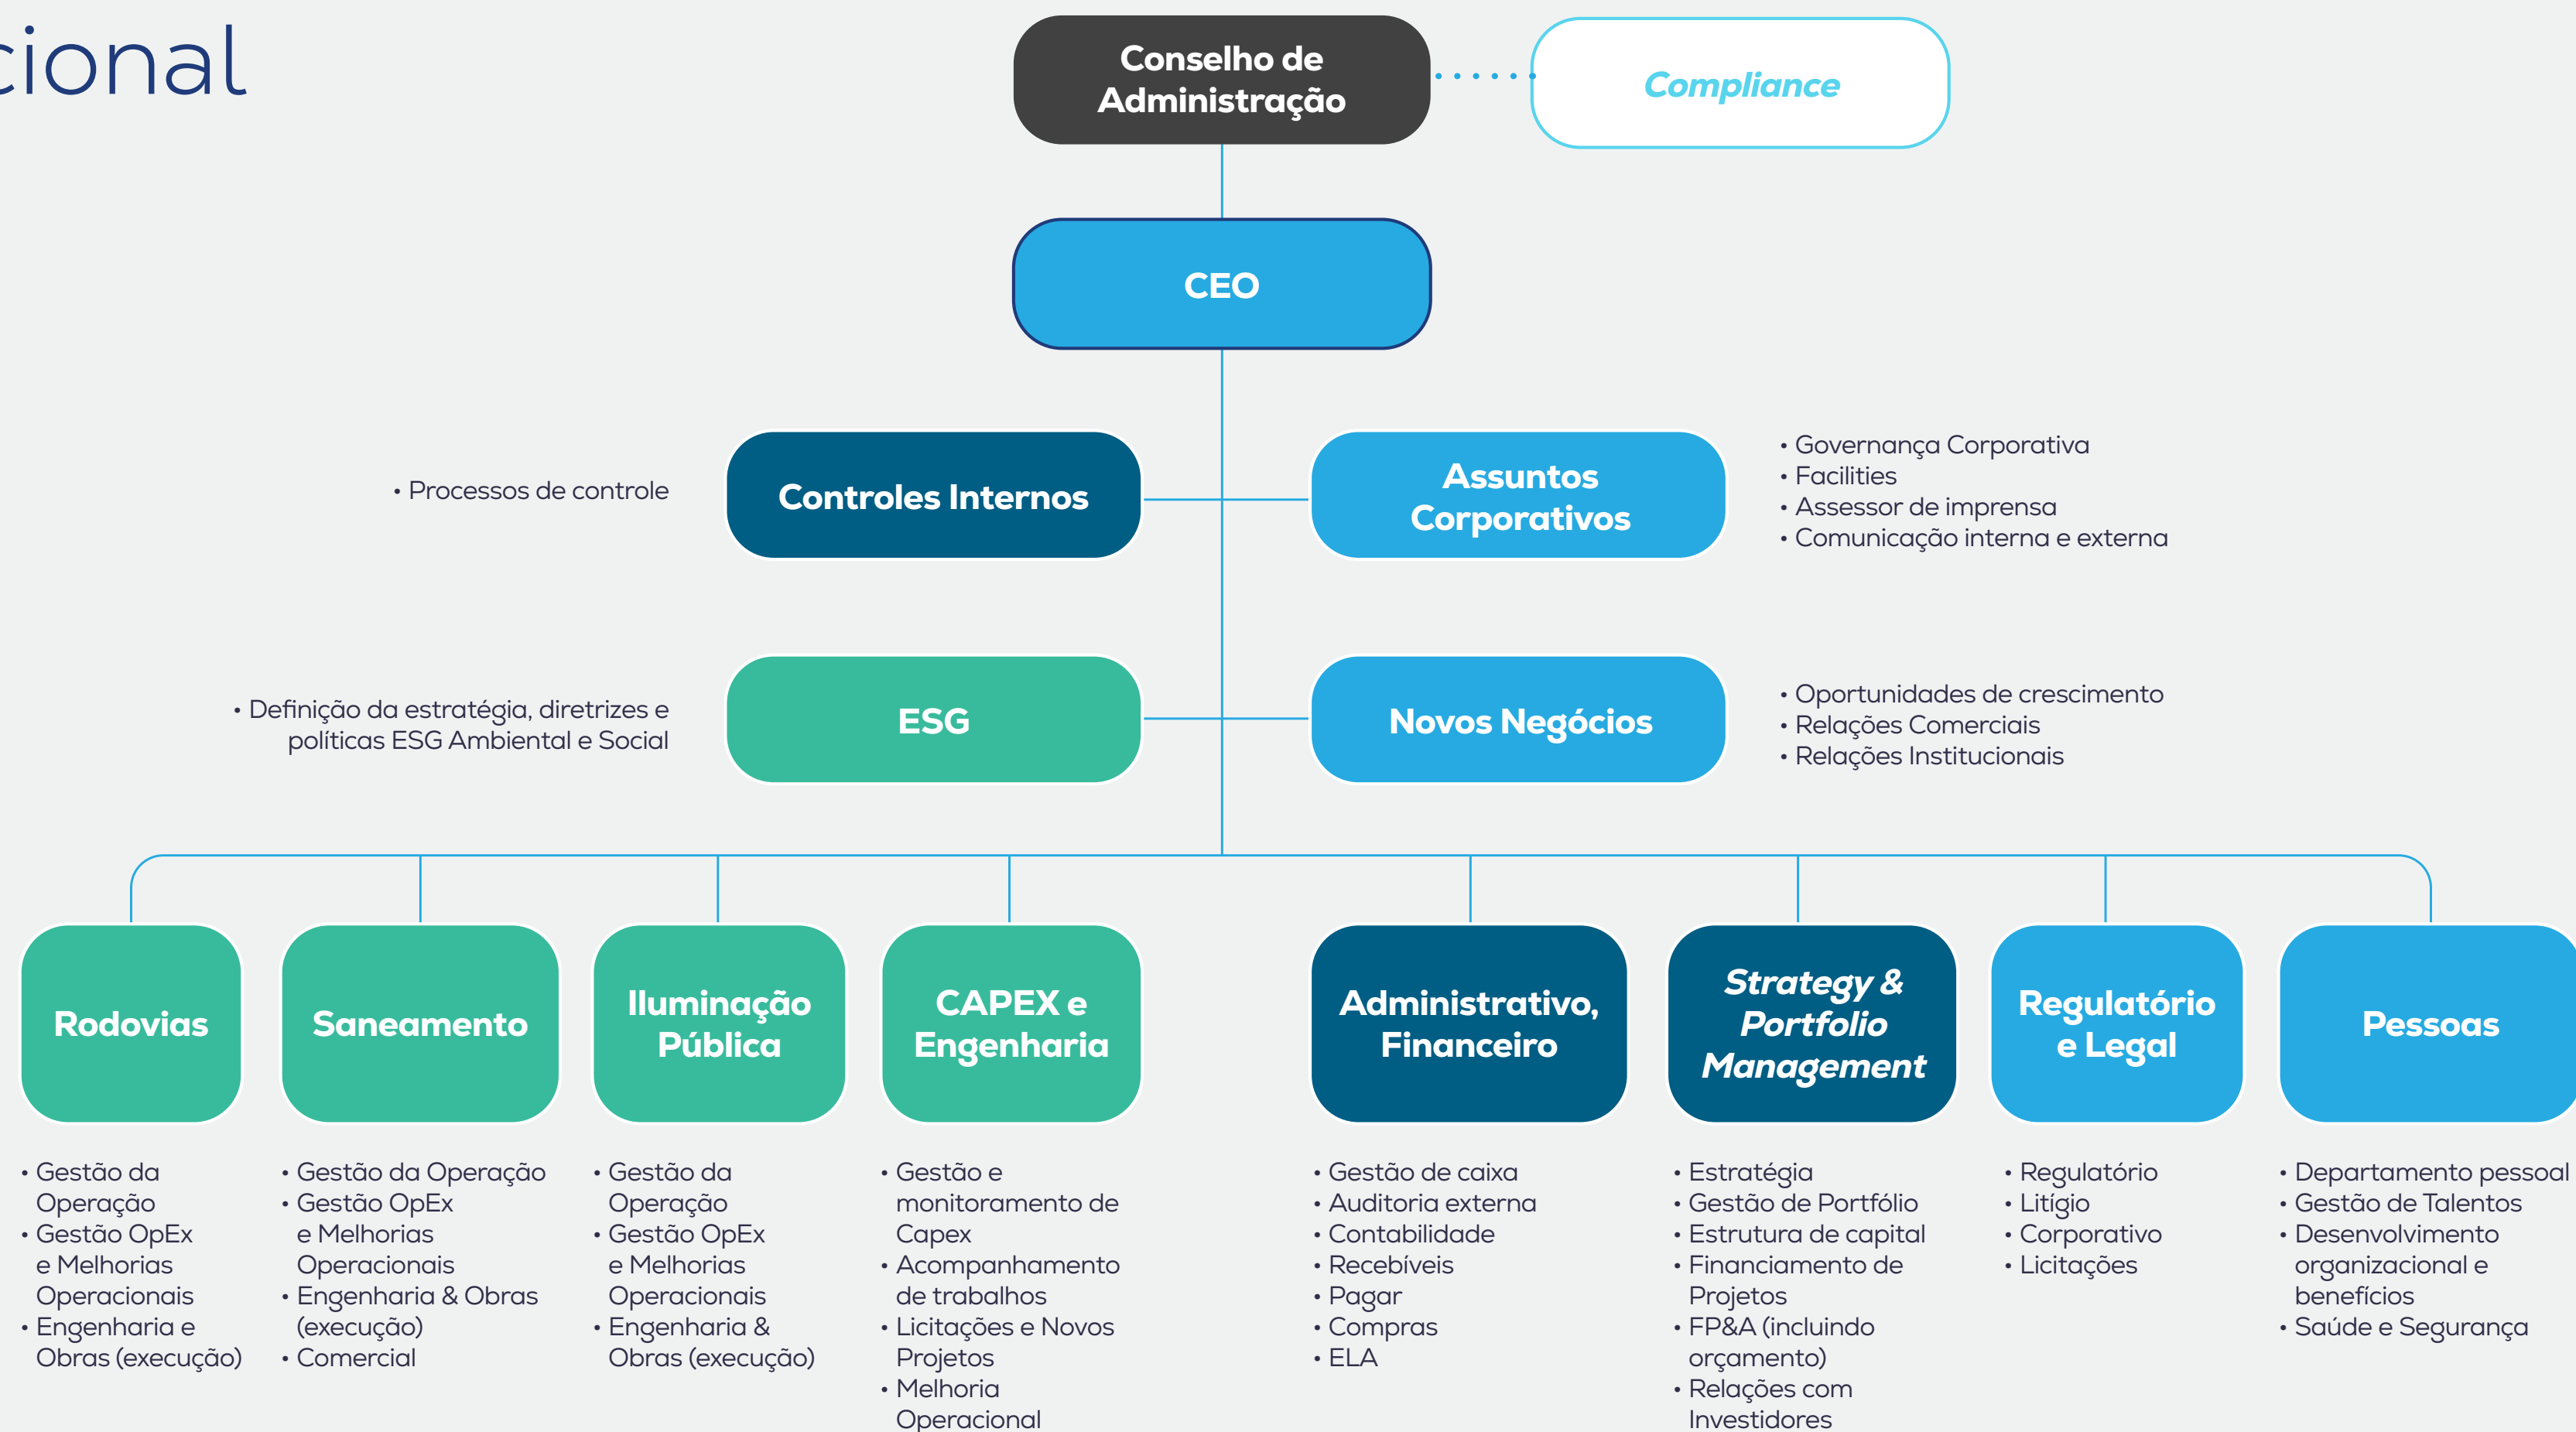 cional
Conselho de
Administração
Compliance
CEO
• Processos de controle
Controles Internos
Assuntos
Corporativos
• Governança Corporativa
• Facilities
• Assessor de imprensa
• Comunicação interna e externa
• Definição da estratégia, diretrizes e
políticas ESG Ambiental e Social
ESG
Novos Negócios
• Oportunidades de crescimento
• Relações Comerciais
• Relações Institucionais
Rodovias
• Gestão da
Operação
• Gestão OpEx
e Melhorias
Operacionais
• Engenharia e
Obras (execução)
Saneamento
• Gestão da Operação
• Gestão OpEx
e Melhorias
Operacionais
• Engenharia & Obras
(execução)
• Comercial
Iluminação
Pública
• Gestão da
Operação
• Gestão OpEx
e Melhorias
Operacionais
• Engenharia &
Obras (execução)
CAPEX e
Engenharia
• Gestão e
monitoramento de
Capex
• Acompanhamento
de trabalhos
• Licitações e Novos
Projetos
• Melhoria
Operacional
Administrativo,
Financeiro
• Gestão de caixa
• Auditoria externa
• Contabilidade
• Recebíveis
• Pagar
• Compras
• ELA
Strategy &
Portfolio
Management
• Estratégia
• Gestão de Portfólio
• Estrutura de capital
• Financiamento de
Projetos
• FP&A (incluindo
orçamento)
• Relações com
Investidores
Regulatório
e Legal
• Regulatório
• Litígio
• Corporativo
• Licitações
Pessoas
• Departamento pessoal
• Gestão de Talentos
• Desenvolvimento
organizacional e
benefícios
• Saúde e Segurança